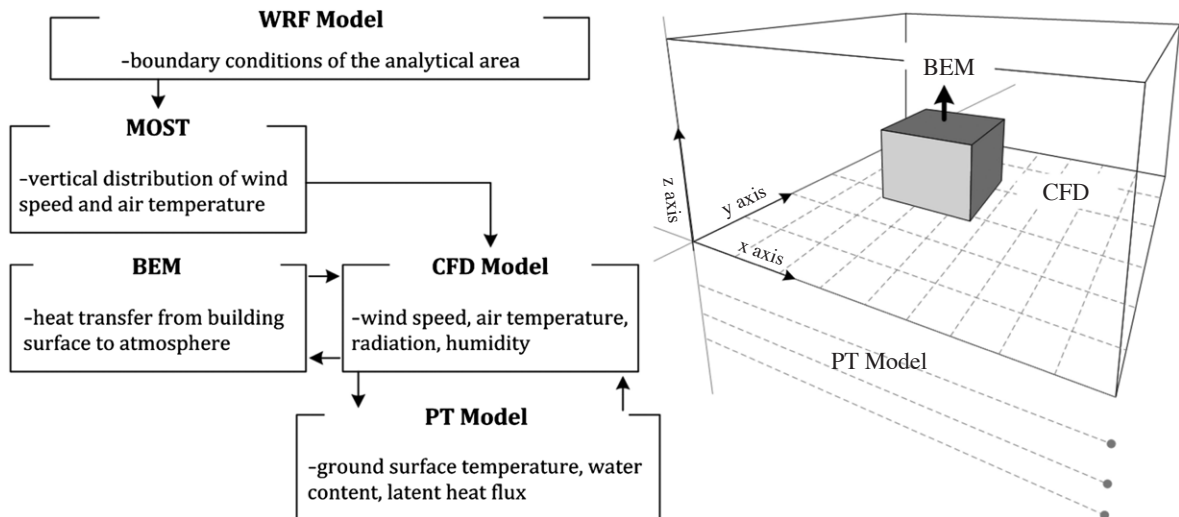 WRF Model
–boundary conditions of the analytical area
MOST
–vertical distribution of wind
speed and air temperature
BEM
–heat transfer from building
surface to atmosphere
CFD Model
–wind speed, air temperature,
radiation, humidity
PT Model
–ground surface temperature, water
content, latent heat flux
BEM
CFD
z axis
y axis
x axis
PT Model